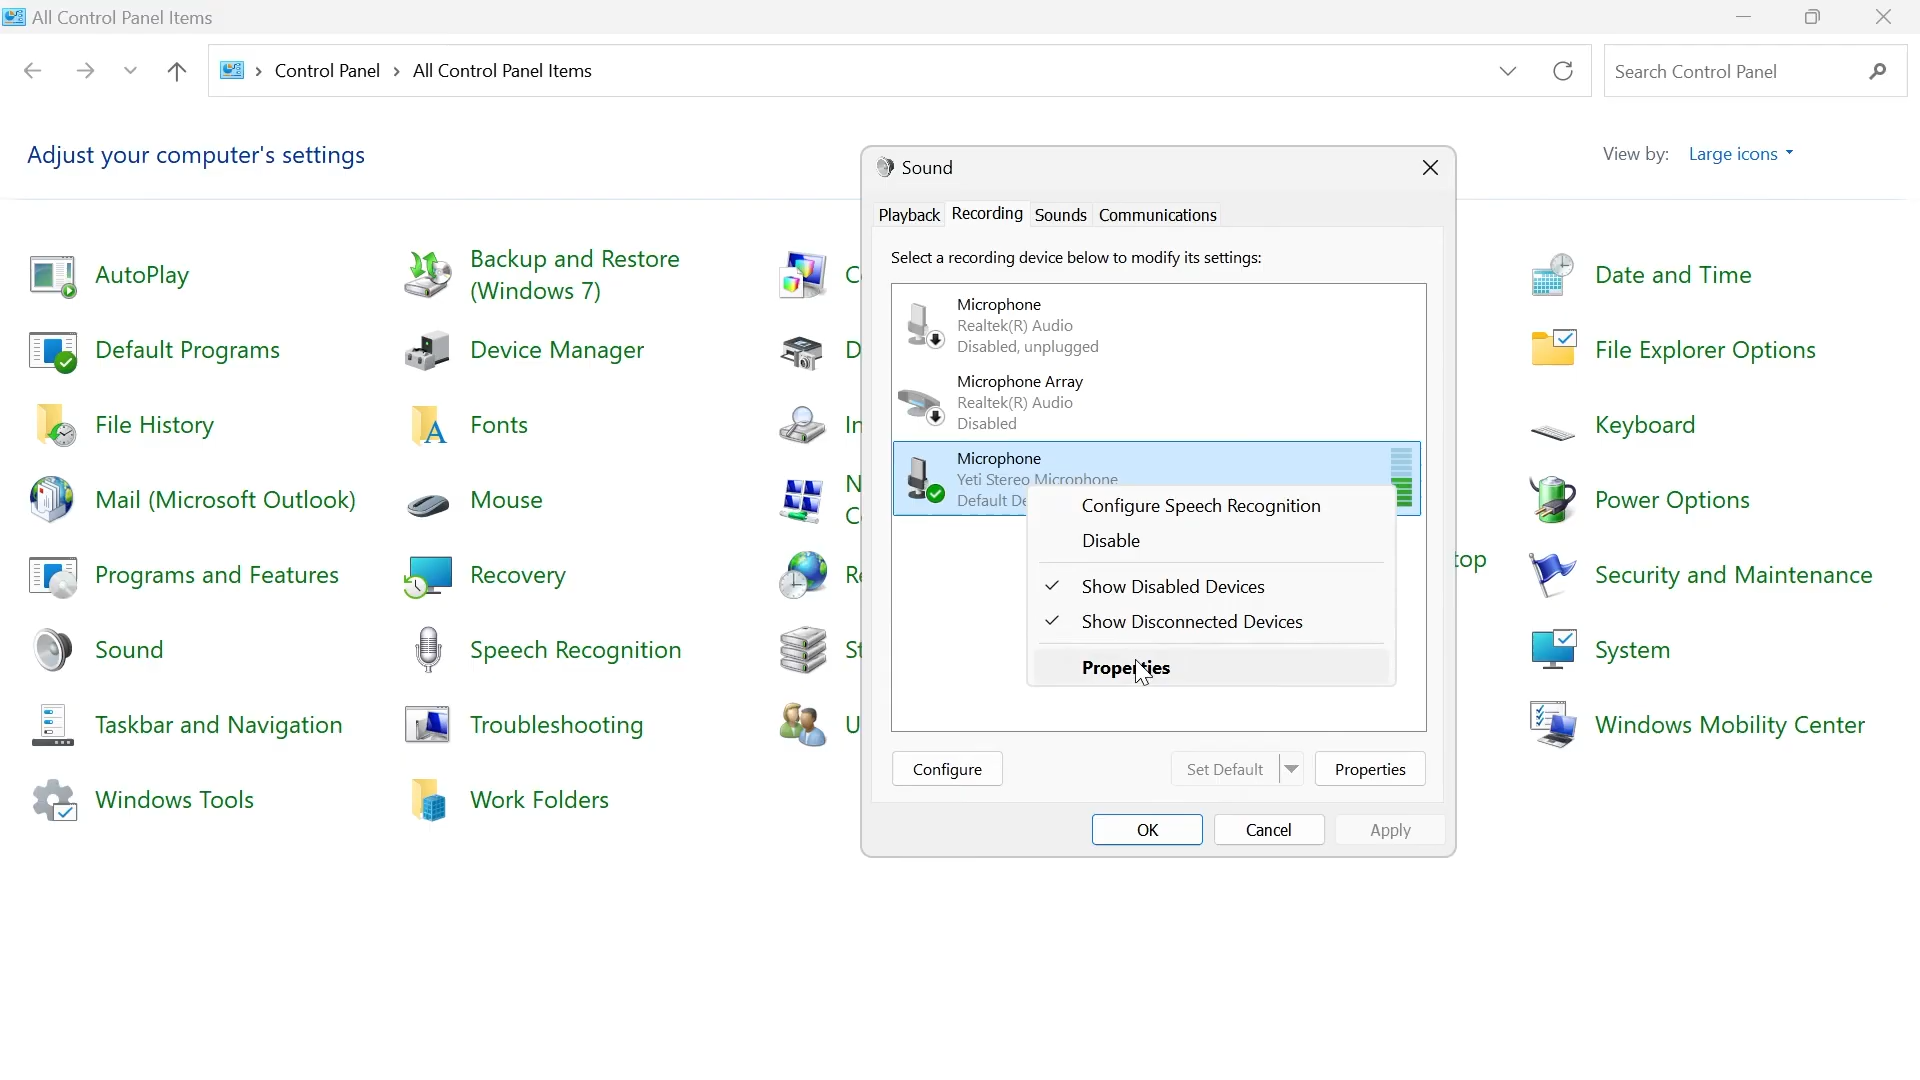 All Control Panel Items
Control Panel > All Control Panel Items
Search Control Panel
Adjust your computer's settings
View by: Large icons
AutoPlay
Backup and Restore
(Windows 7)
Date and Time
Default Programs
Device Manager
File Explorer Options
File History
Fonts
Keyboard
Mail (Microsoft Outlook)
Mouse
Power Options
Programs and Features
Recovery
top
Security and Maintenance
Sound
Speech Recognition
System
Taskbar and Navigation
Troubleshooting
Windows Mobility Center
Windows Tools
Work Folders
Sound
Playback Recording Sounds Communications
Select a recording device below to modify its settings:
Microphone
Realtek(R) Audio
Disabled, unplugged
Microphone Array
Realtek(R) Audio
Disabled
Microphone
Yeti Stereo Microphone
Default De
Configure Speech Recognition
Disable
Show Disabled Devices
Show Disconnected Devices
Properties
Configure
Set Default
Properties
OK
Cancel
Apply